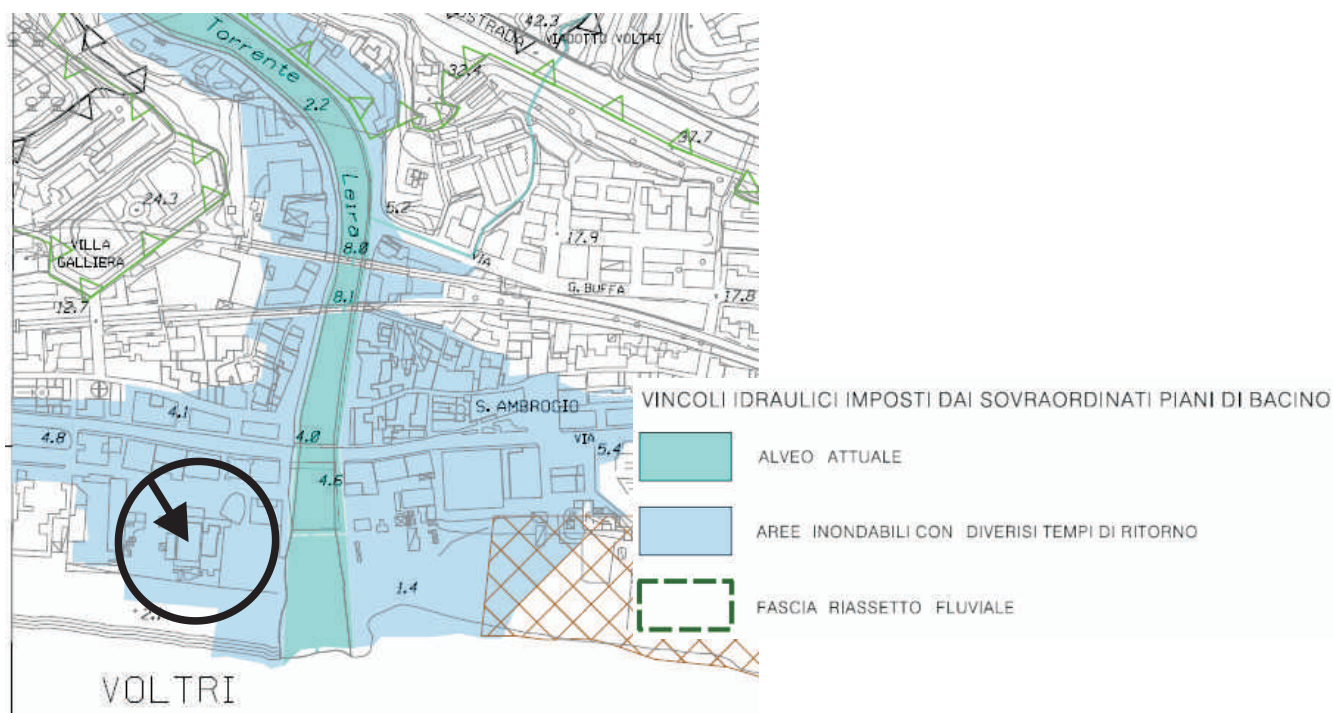 OSTRADA
42.3
VIADOTTO VOLTRI
Torrente
32.4
2.2
37.7
Leiro
24.3
5.2
17.9
VILLA
GALLIERA
8.0
VIA
G. BUFFA
8.1
17.8
12.7
S. AMBROGIO
4.1
4.8
4.0
VIA
5.4
4.6
1.4
VOLTRI
VINCOLI IDRAULICI IMPOSTI DAI SOVRAORDINATI PIANI DI BACINO
ALVEO ATTUALE
AREE INONDABILI CON DIVERISI TEMPI DI RITORNO
FASCIA RIASSETTO FLUVIALE